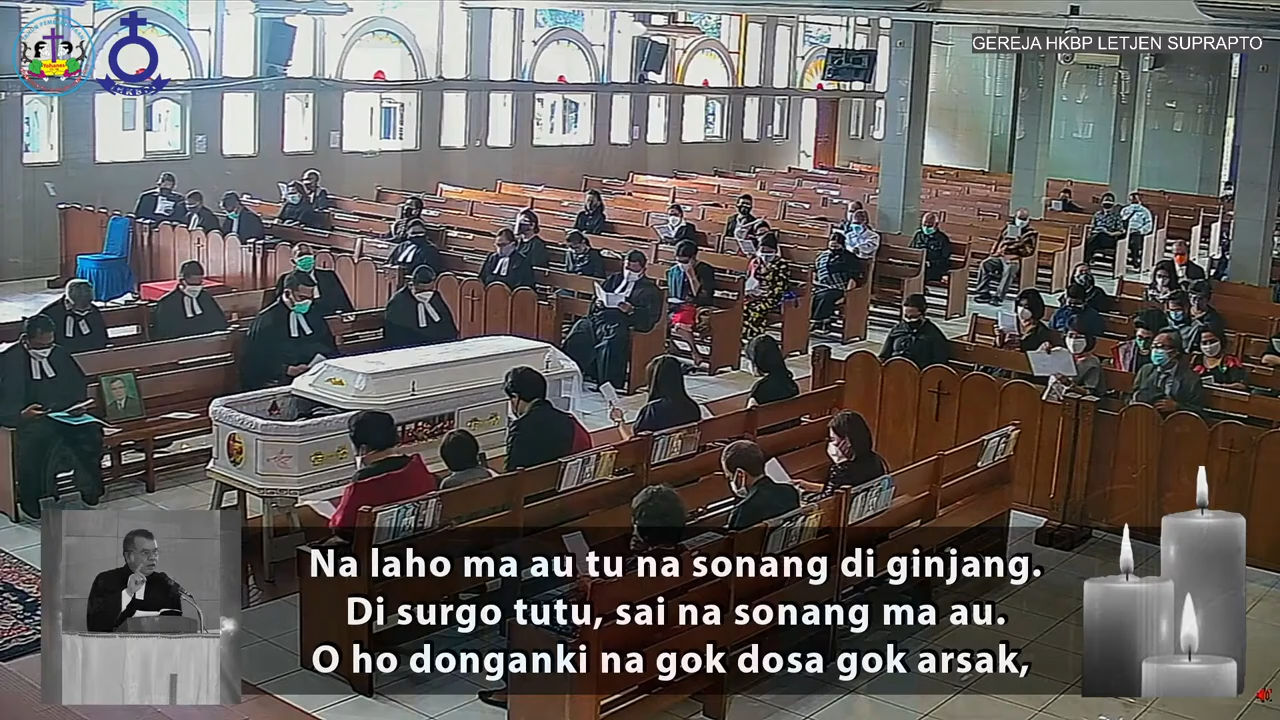 GEREJA HKBP LETJEN SUPRAPTO
HKBP
Na laho ma au tu na sonang di ginjang.
Di surgo tutu, sai na sonang ma au.
O ho donganki na gok dosa gok arsak,